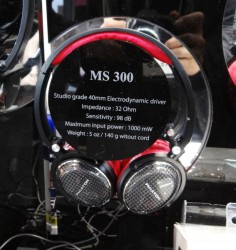 MS 300
Studio grade 40mm Electrodynamic driver
Impedance : 32 Ohm
Sensitivity : 98 dB
Maximum input power : 1000 mW
Weight : 5 oz / 140 g witout cord